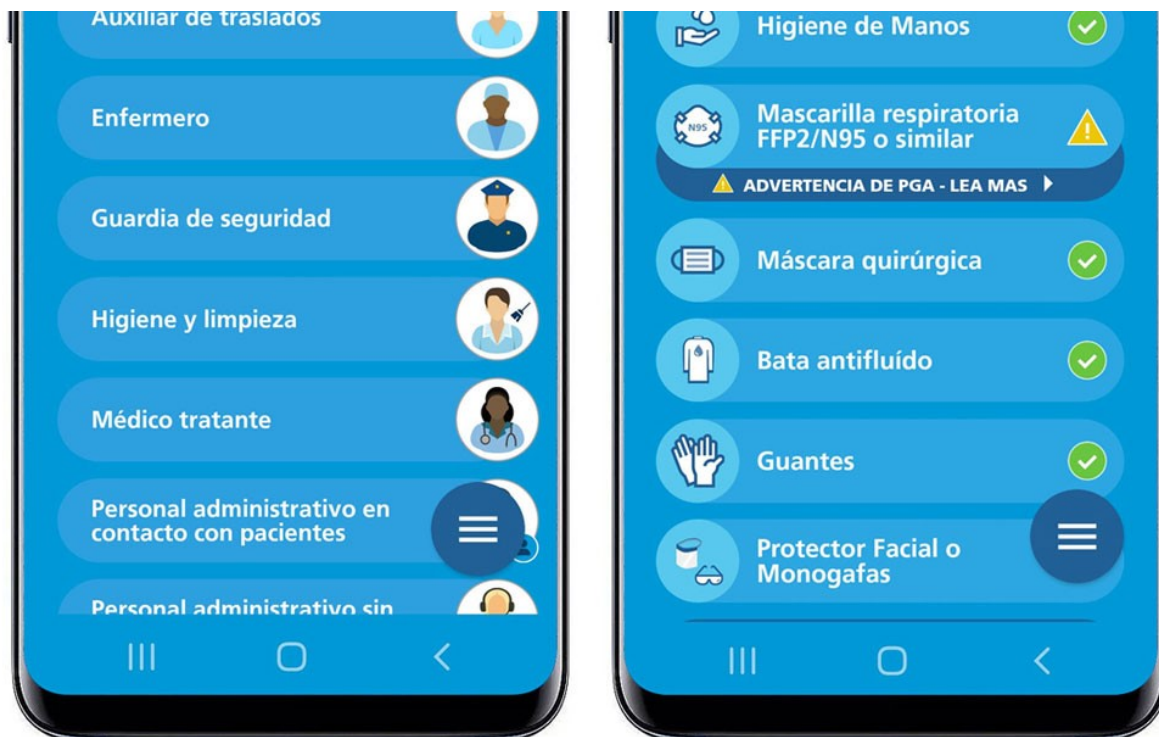 Auxiliar de traslados
Enfermero
Guardia de seguridad
Higiene y limpieza
Médico tratante
Personal administrativo en
contacto con pacientes
Personal administrativo sin
Higiene de Manos
N95
Mascarilla respiratoria
FFP2/N95 o similar
ADVERTENCIA DE PGA - LEA MAS
Máscara quirúrgica
Bata antifluído
Guantes
Protector Facial o
Monogafas